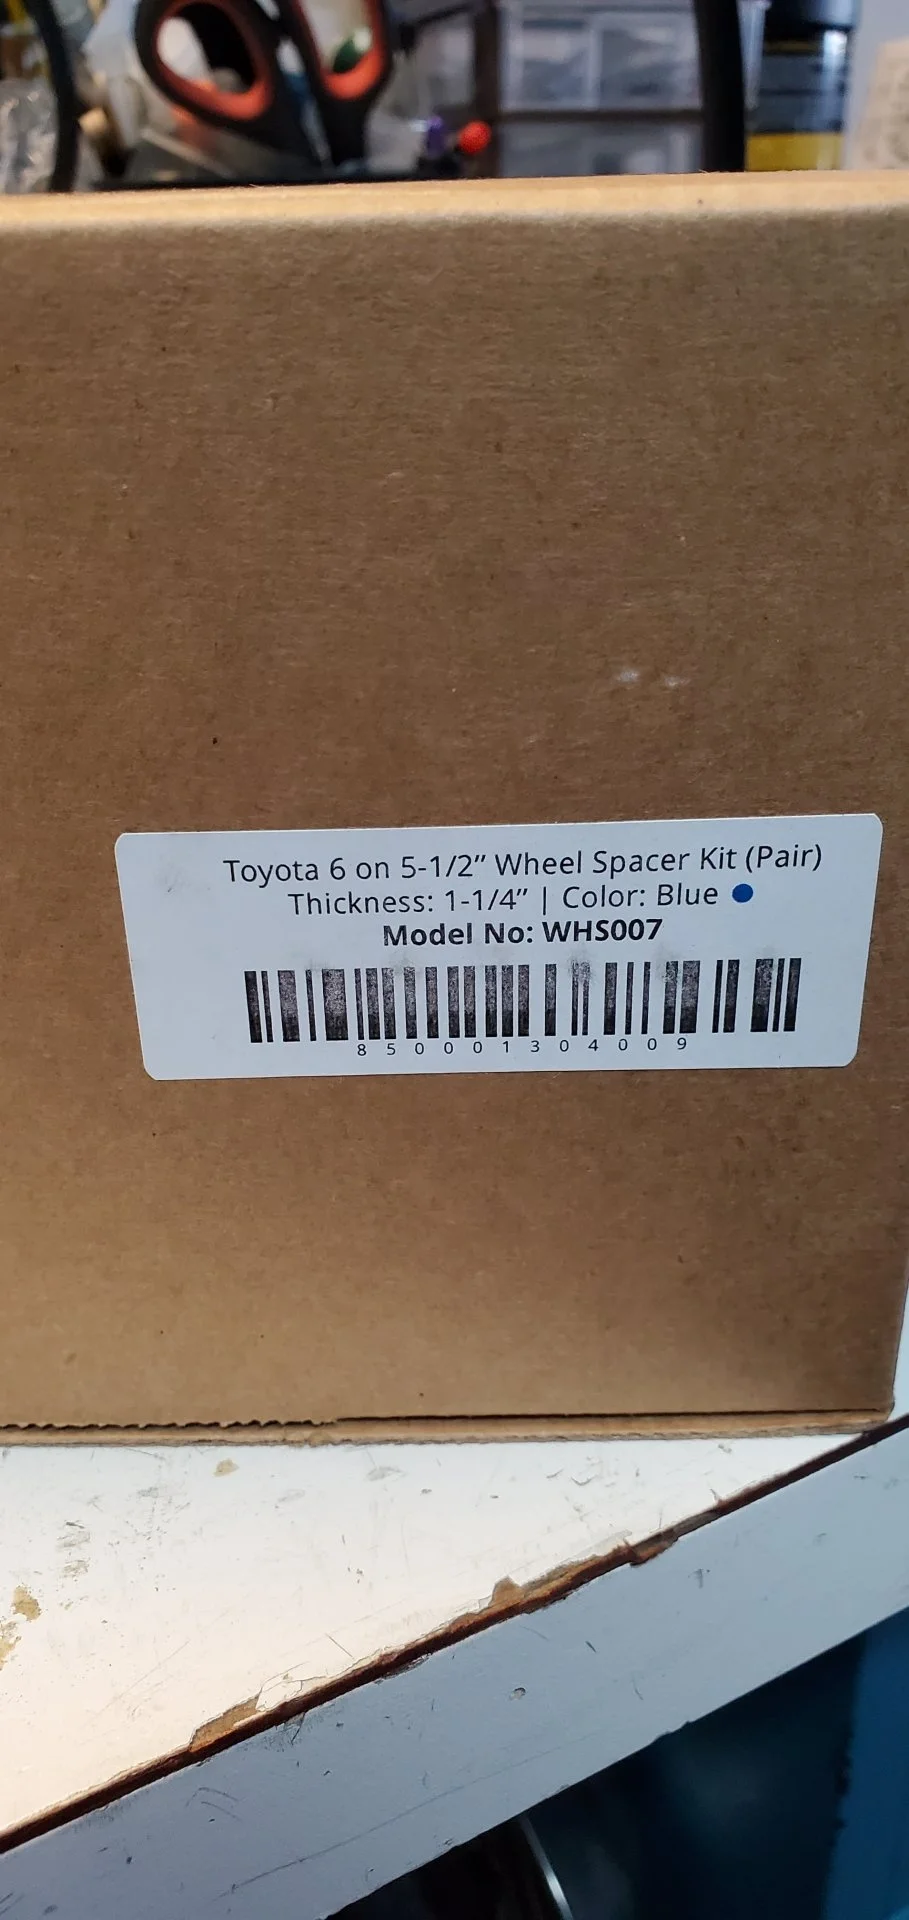 Toyota 6 on 5-1/2” Wheel Spacer Kit (Pair)
Thickness: 1-1/4” | Color: Blue
Model No: WHS007
850001304009